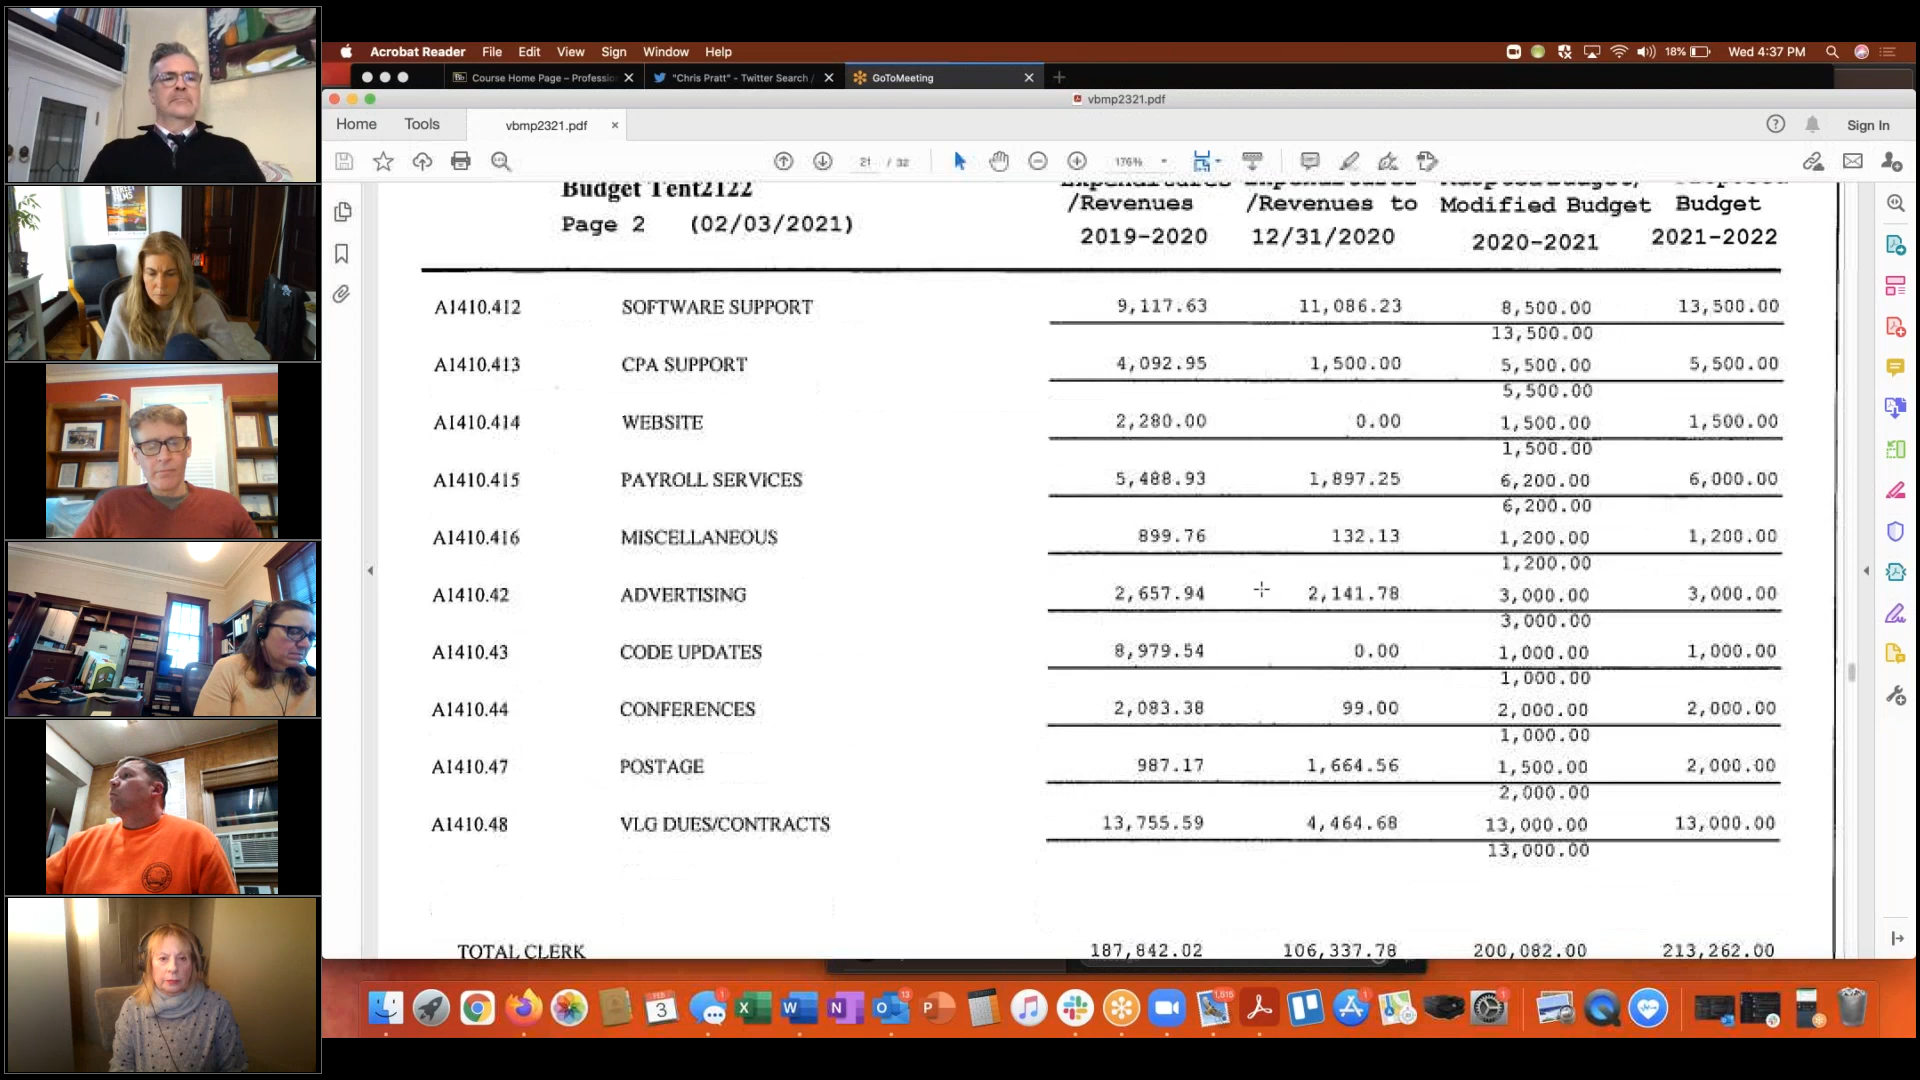 Acrobat Reader File Edit View Sign Window Help 18% Wed 4:37 PM
Course Home Page – Professio "Chris Pratt" - Twitter Search / GoToMeeting
vbmp2321.pdf
Home Tools vbmp2321.pdf Sign In
21 / 32 176%
Budget Tent2122
Page 2 (02/03/2021)
/Revenues /Revenues to Modified Budget Budget
2019-2020 12/31/2020 2020-2021 2021-2022
A1410.412 SOFTWARE SUPPORT 9,117.63 11,086.23 8,500.00 13,500.00
13,500.00
A1410.413 CPA SUPPORT 4,092.95 1,500.00 5,500.00 5,500.00
5,500.00
A1410.414 WEBSITE 2,280.00 0.00 1,500.00 1,500.00
1,500.00
A1410.415 PAYROLL SERVICES 5,488.93 1,897.25 6,200.00 6,000.00
6,200.00
A1410.416 MISCELLANEOUS 899.76 132.13 1,200.00 1,200.00
1,200.00
A1410.42 ADVERTISING 2,657.94 2,141.78 3,000.00 3,000.00
3,000.00
A1410.43 CODE UPDATES 8,979.54 0.00 1,000.00 1,000.00
1,000.00
A1410.44 CONFERENCES 2,083.38 99.00 2,000.00 2,000.00
1,000.00
A1410.47 POSTAGE 987.17 1,664.56 1,500.00 2,000.00
2,000.00
A1410.48 VLG DUES/CONTRACTS 13,755.59 4,464.68 13,000.00 13,000.00
13,000.00
TOTAL CLERK 187,842.02 106,337.78 200,082.00 213,262.00
FEB
3